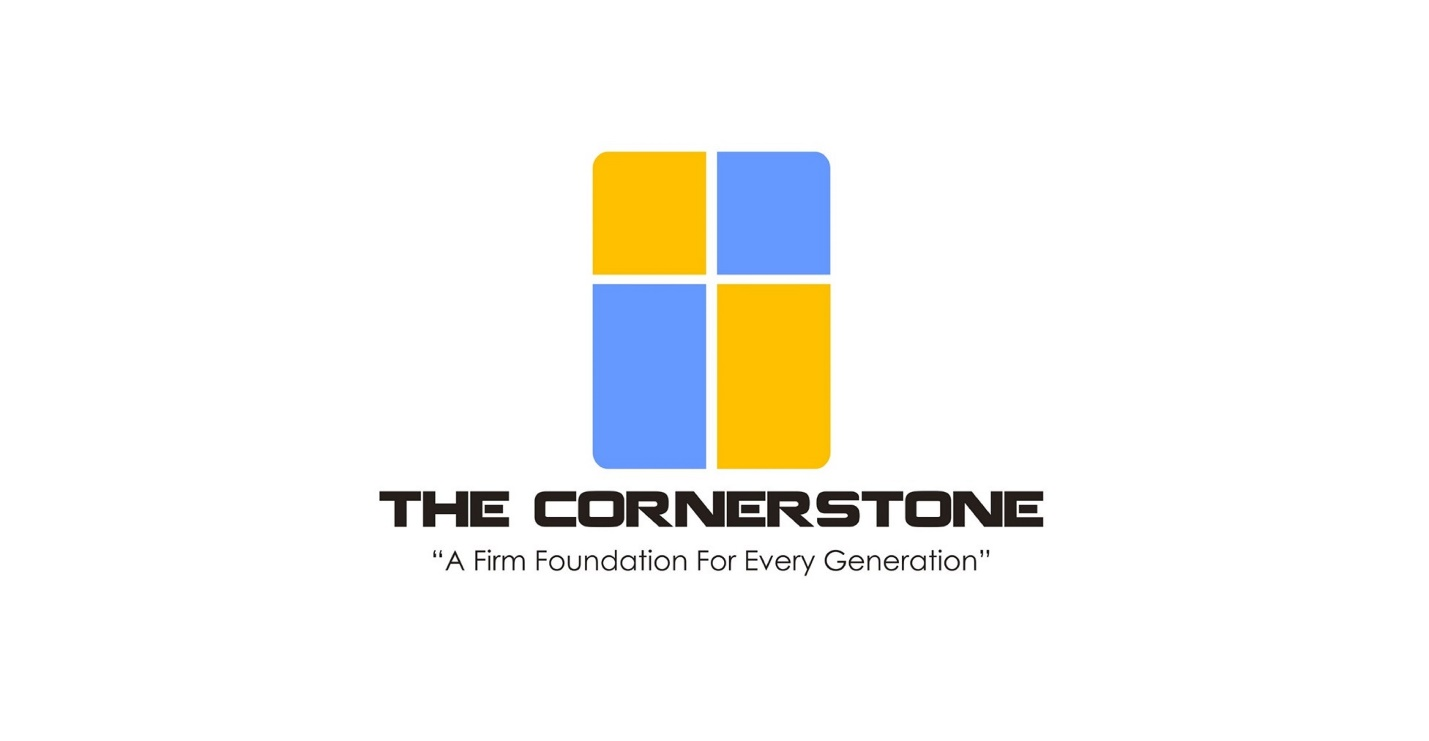 THE CORNERSTONE
“A Firm Foundation For Every Generation”